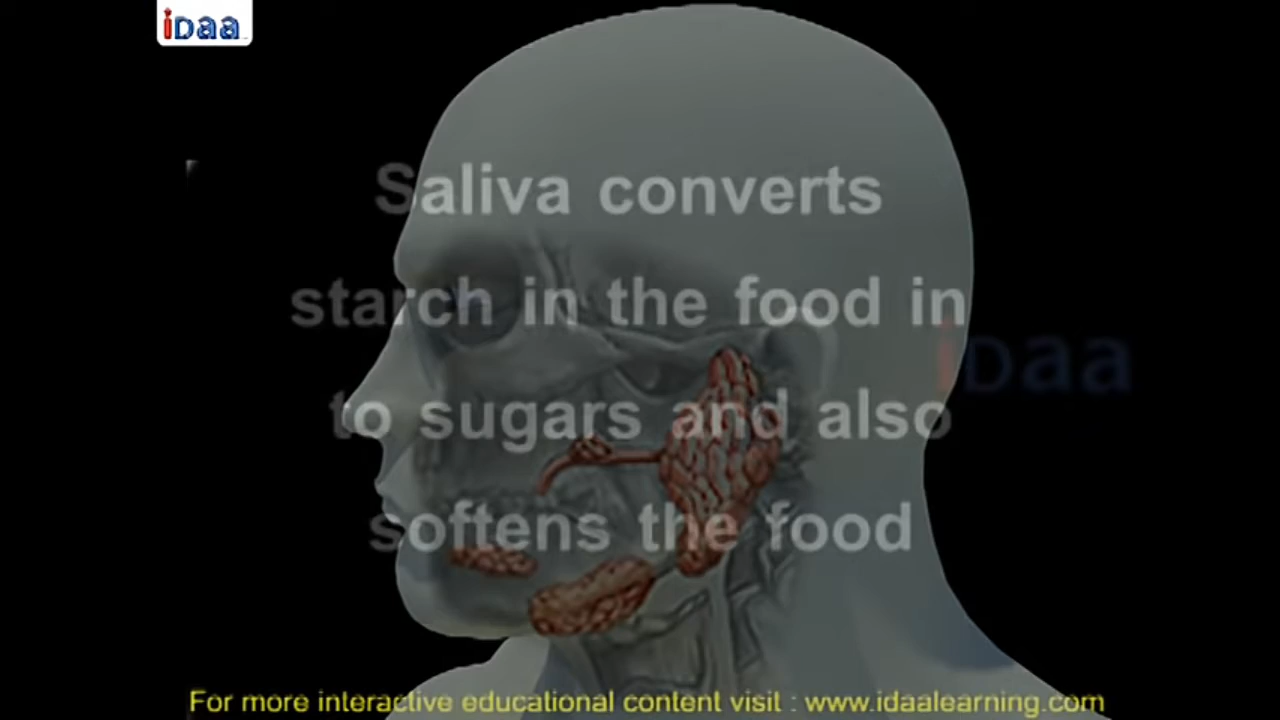 iDaa
Saliva converts
starch in the food in
to sugars and also
softens the food
iDaa
For more interactive educational content visit : www.idaalearning.com